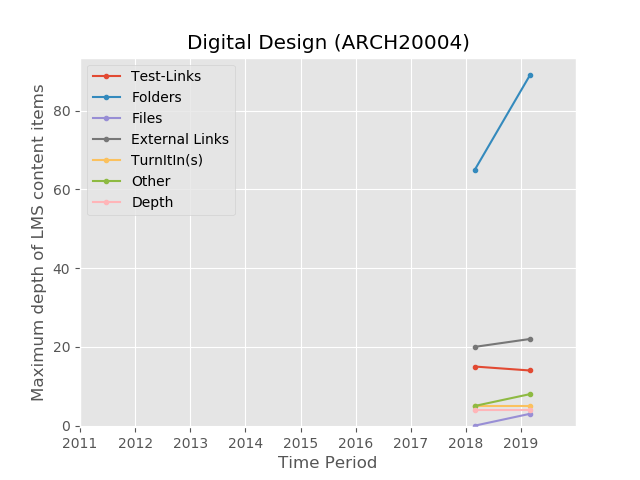 Digital Design (ARCH20004)
Test-Links
Folders
Files
External Links
TurnItIn(s)
Other
Depth
Maximum depth of LMS content items
80
60
40
20
0
2011 2012 2013 2014 2015 2016 2017 2018 2019
Time Period